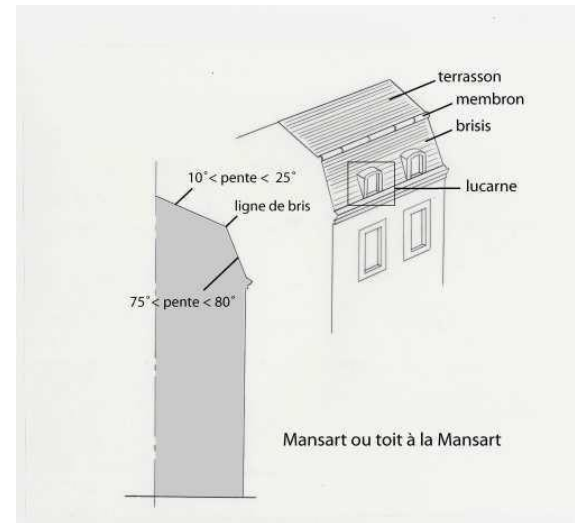 terrasson
membron
brisis
lucarne
10°< pente < 25°
ligne de bris
75°< pente < 80°
Mansart ou toit à la Mansart